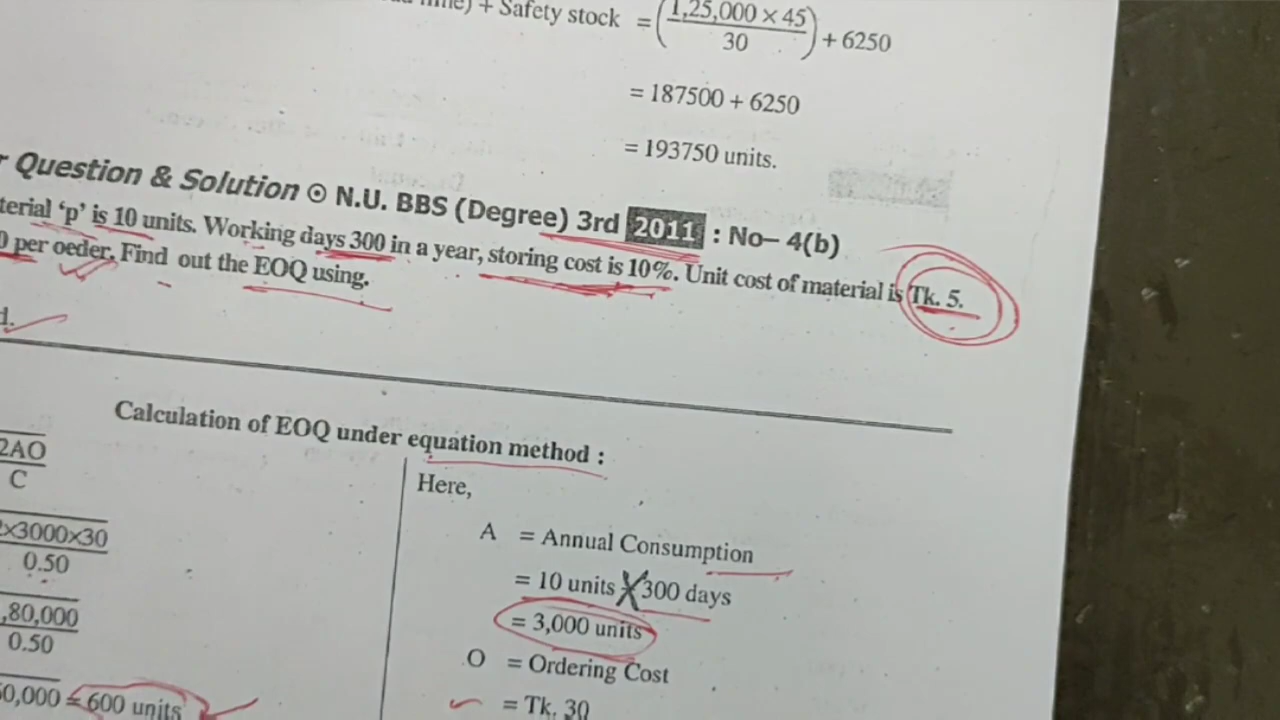 + Safety stock = (1,25,000 × 45 / 30) + 6250
= 187500 + 6250
= 193750 units.
Question & Solution ⊙ N.U. BBS (Degree) 3rd 2011 : No– 4(b)
'p' is 10 units. Working days 300 in a year, storing cost is 10%. Unit cost of material is Tk. 5.
per oeder. Find out the EOQ using.
Calculation of EOQ under equation method :
2AO
C
×3000×30
0.50
,80,000
0.50
0,000 = 600 units
Here,
A = Annual Consumption
= 10 units × 300 days
= 3,000 units
O = Ordering Cost
= Tk. 30